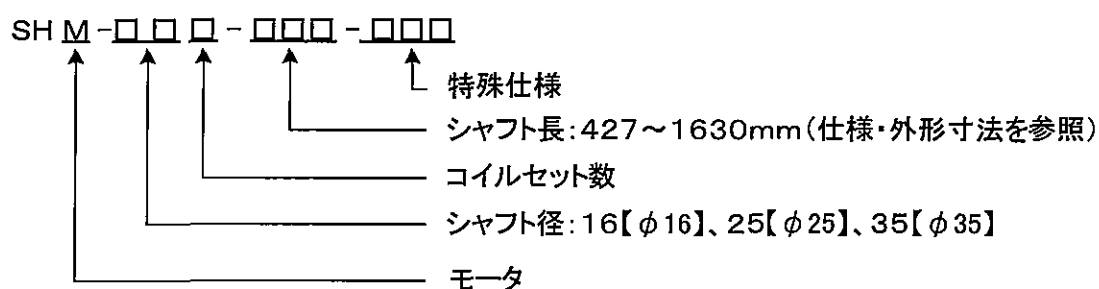 SH M-□□ □-□□□-□□□
特殊仕様
シャフト長:427~1630mm(仕様・外形寸法を参照)
コイルセット数
シャフト径:16【φ16】、25【φ25】、35【φ35】
モータ